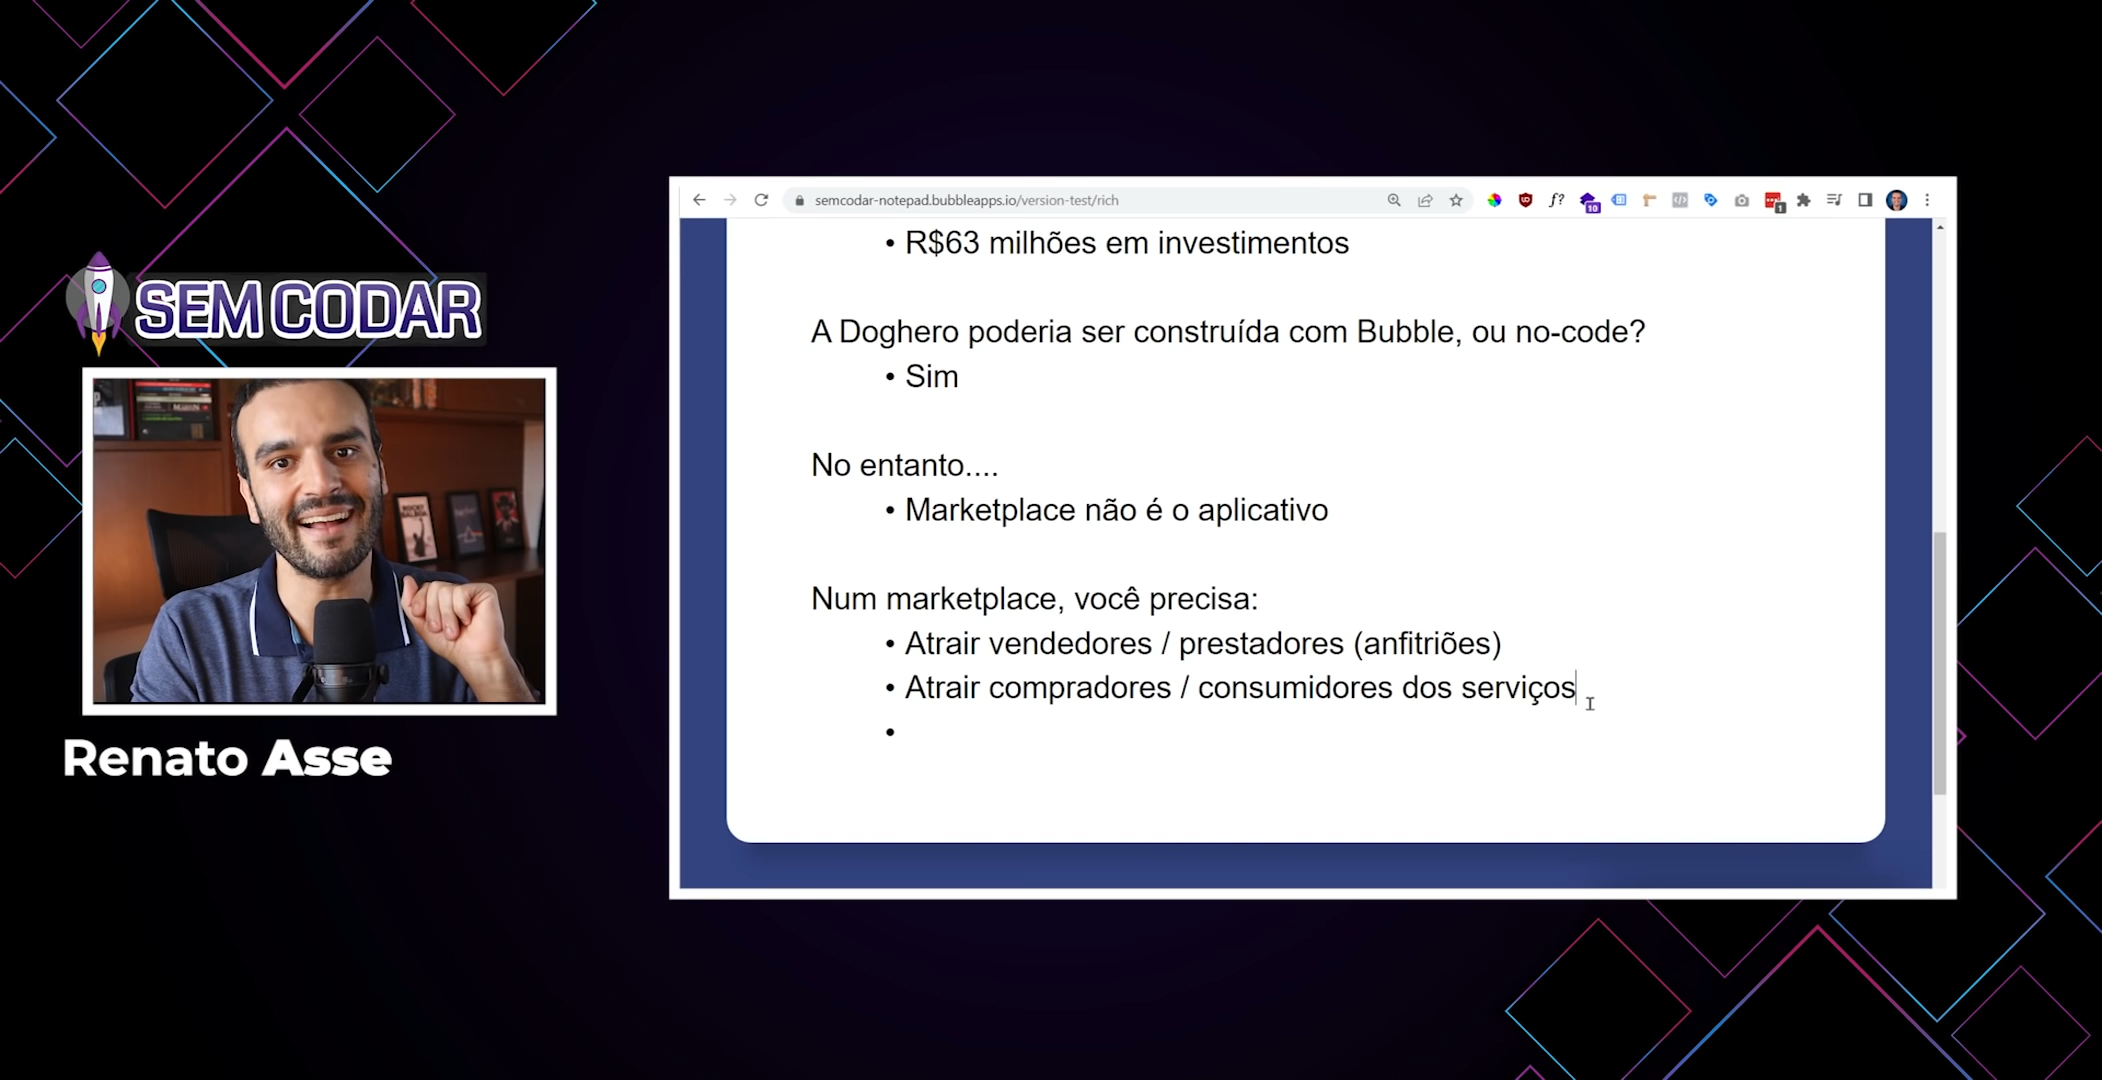 SEM CODAR
Renato Asse
semcodar-notepad.bubbleapps.io/version-test/rich
f?
10
1
• R$63 milhões em investimentos
A Doghero poderia ser construída com Bubble, ou no-code?
• Sim
No entanto....
• Marketplace não é o aplicativo
Num marketplace, você precisa:
• Atrair vendedores / prestadores (anfitriões)
• Atrair compradores / consumidores dos serviços
•